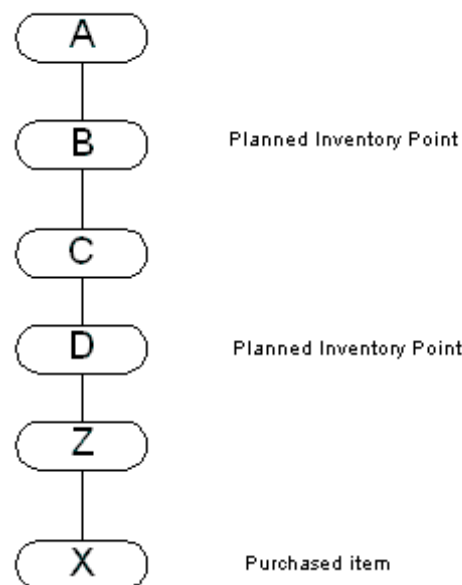 A
B Planned Inventory Point
C
D Planned Inventory Point
Z
X Purchased item